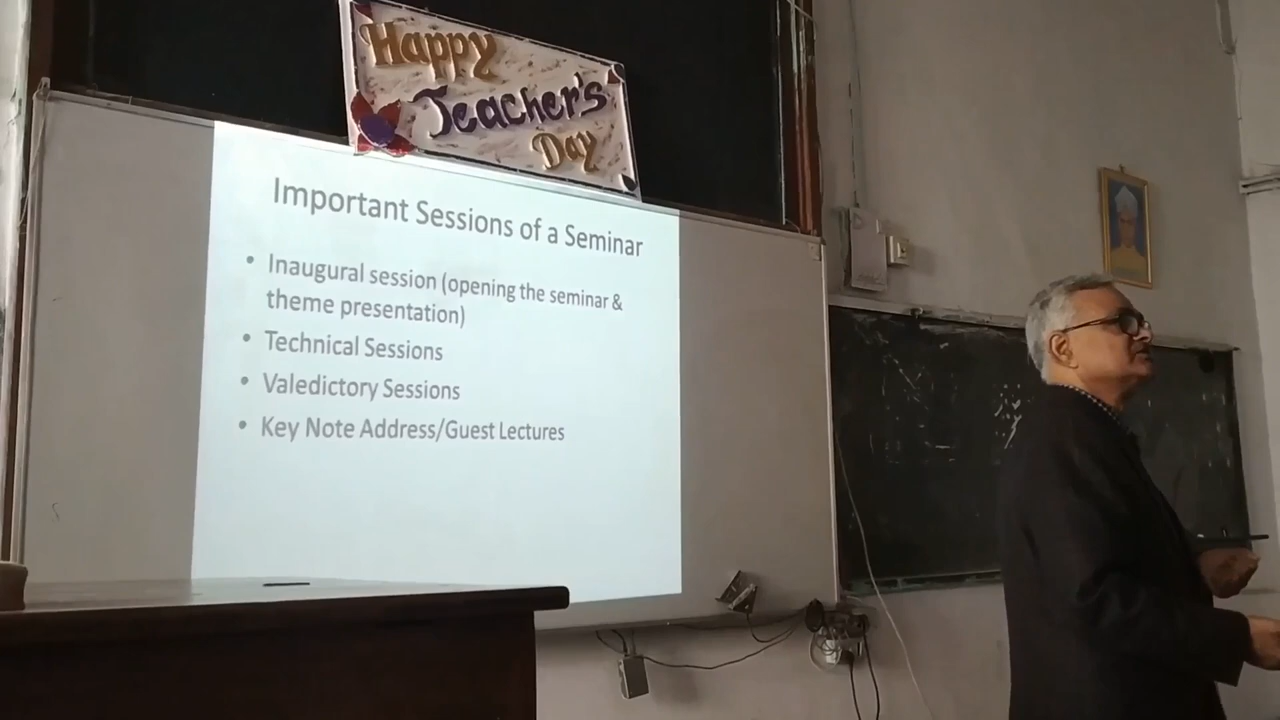 Happy
Teacher's
Day
Important Sessions of a Seminar
• Inaugural session (opening the seminar &
theme presentation)
• Technical Sessions
• Valedictory Sessions
• Key Note Address/Guest Lectures